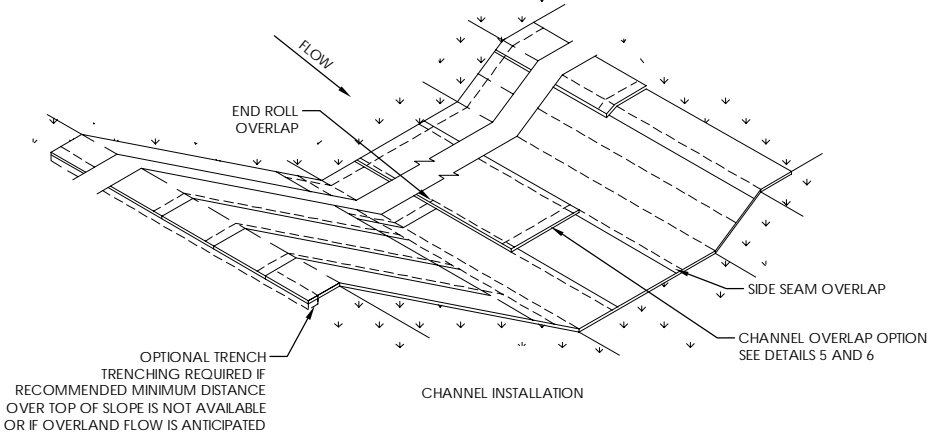 FLOW
END ROLL
OVERLAP
SIDE SEAM OVERLAP
CHANNEL OVERLAP OPTION
SEE DETAILS 5 AND 6
OPTIONAL TRENCH
TRENCHING REQUIRED IF
RECOMMENDED MINIMUM DISTANCE
OVER TOP OF SLOPE IS NOT AVAILABLE
OR IF OVERLAND FLOW IS ANTICIPATED
CHANNEL INSTALLATION